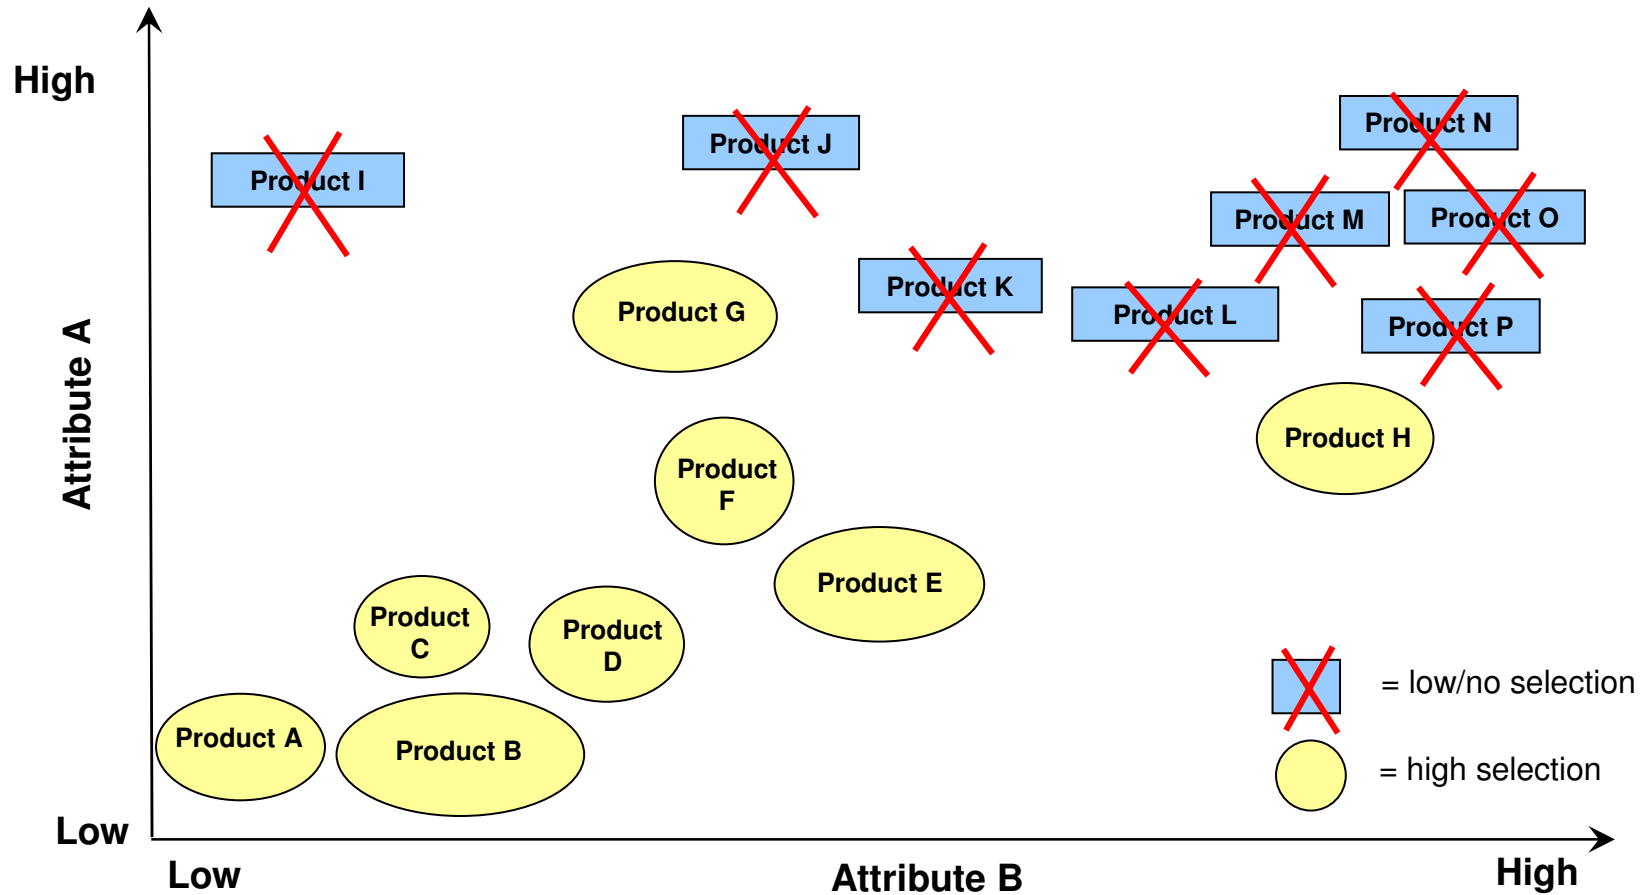 High
Product N
Product J
Product I
Product M
Product O
Product K
Product G
Product L
Product P
Attribute A
Product H
Product
F
Product E
Product
C
Product
D
= low/no selection
Product A
Product B
= high selection
Low
Low
Attribute B
High